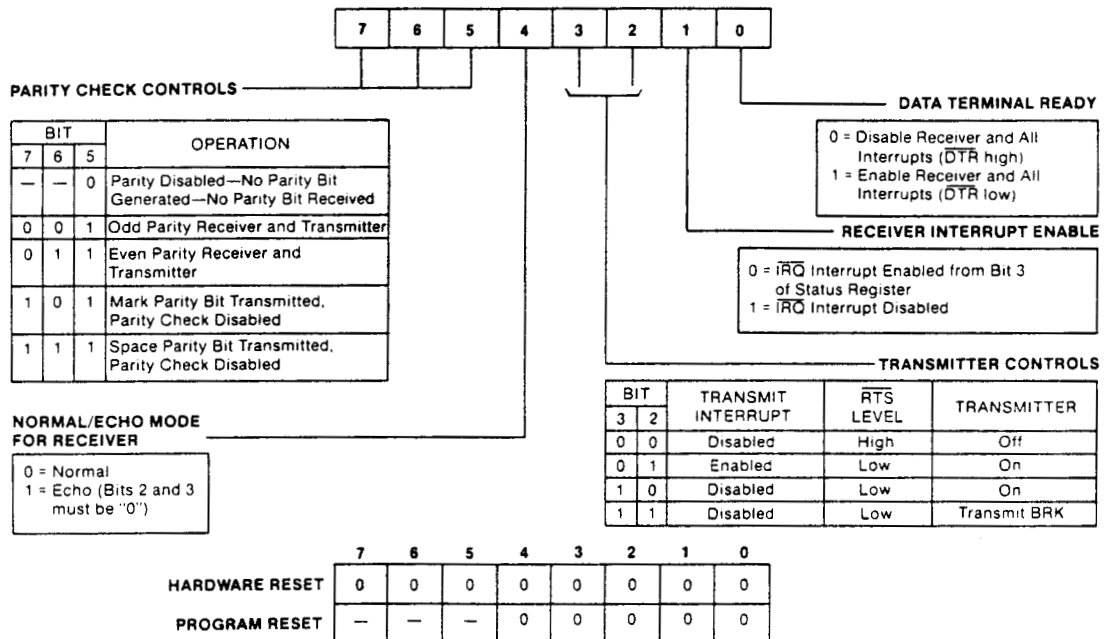 7 6 5 4 3 2 1 0
PARITY CHECK CONTROLS
BIT OPERATION
7 6 5
— — 0 Parity Disabled—No Parity Bit
Generated—No Parity Bit Received
0 0 1 Odd Parity Receiver and Transmitter
0 1 1 Even Parity Receiver and
Transmitter
1 0 1 Mark Parity Bit Transmitted,
Parity Check Disabled
1 1 1 Space Parity Bit Transmitted,
Parity Check Disabled
NORMAL/ECHO MODE
FOR RECEIVER
0 = Normal
1 = Echo (Bits 2 and 3
must be "0")
DATA TERMINAL READY
0 = Disable Receiver and All
Interrupts (D̅T̅R̅ high)
1 = Enable Receiver and All
Interrupts (D̅T̅R̅ low)
RECEIVER INTERRUPT ENABLE
0 = I̅R̅Q̅ Interrupt Enabled from Bit 3
of Status Register
1 = I̅R̅Q̅ Interrupt Disabled
TRANSMITTER CONTROLS
BIT TRANSMIT R̅T̅S̅ TRANSMITTER
3 2 INTERRUPT LEVEL
0 0 Disabled High Off
0 1 Enabled Low On
1 0 Disabled Low On
1 1 Disabled Low Transmit BRK
7 6 5 4 3 2 1 0
HARDWARE RESET 0 0 0 0 0 0 0 0
PROGRAM RESET — — — 0 0 0 0 0